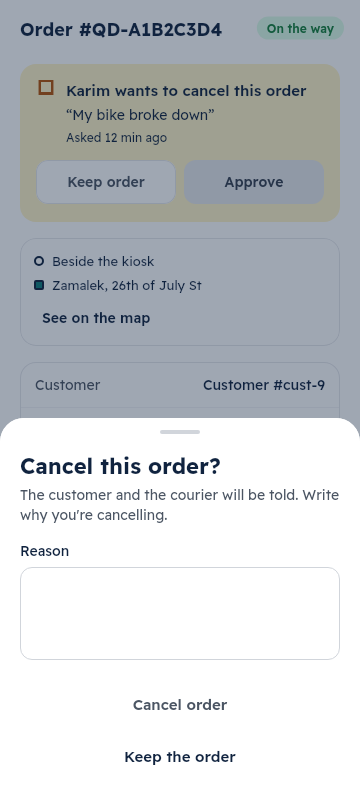 Order #QD-A1B2C3D4
On the way
Karim wants to cancel this order
“My bike broke down”
Asked 12 min ago
Keep order
Approve
Beside the kiosk
Zamalek, 26th of July St
See on the map
Customer
Customer #cust-9
Cancel this order?
The customer and the courier will be told. Write
why you're cancelling.
Reason
Cancel order
Keep the order